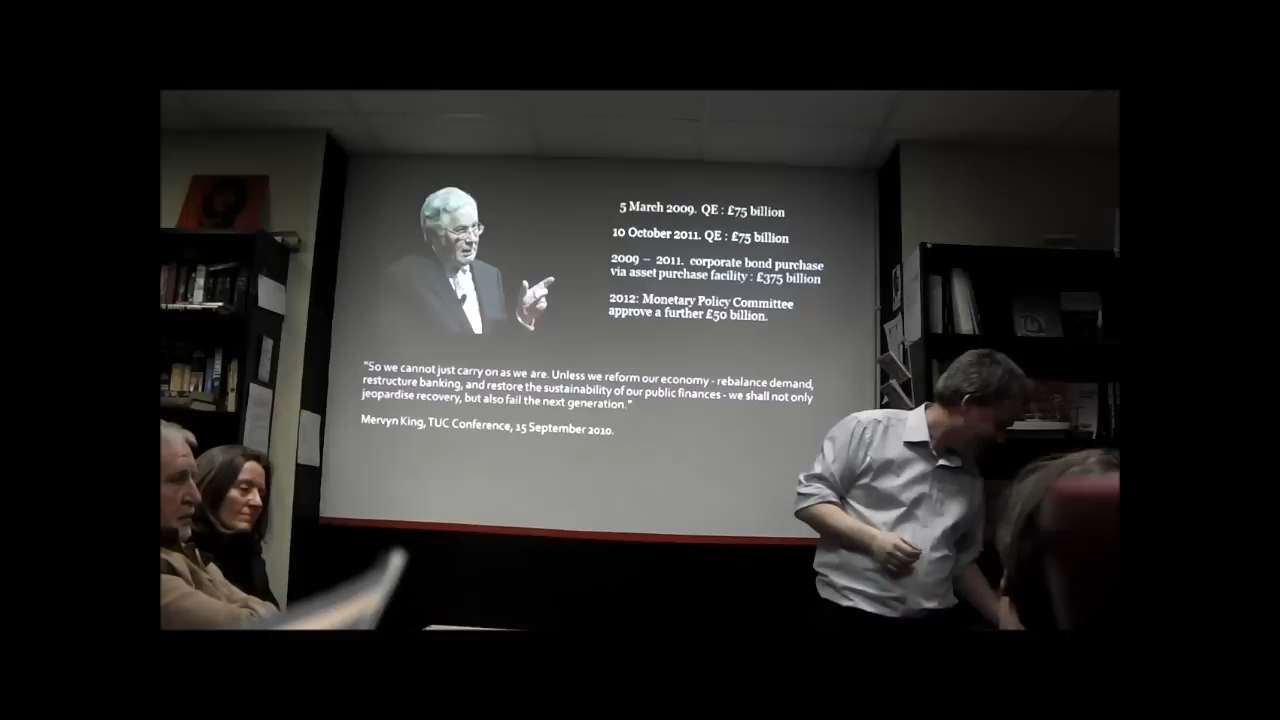 5 March 2009. QE : £75 billion
10 October 2011. QE : £75 billion
2009 – 2011. corporate bond purchase
via asset purchase facility : £375 billion
2012: Monetary Policy Committee
approve a further £50 billion.
"So we cannot just carry on as we are. Unless we reform our economy - rebalance demand,
restructure banking, and restore the sustainability of our public finances - we shall not only
jeopardise recovery, but also fail the next generation."
Mervyn King, TUC Conference, 15 September 2010.